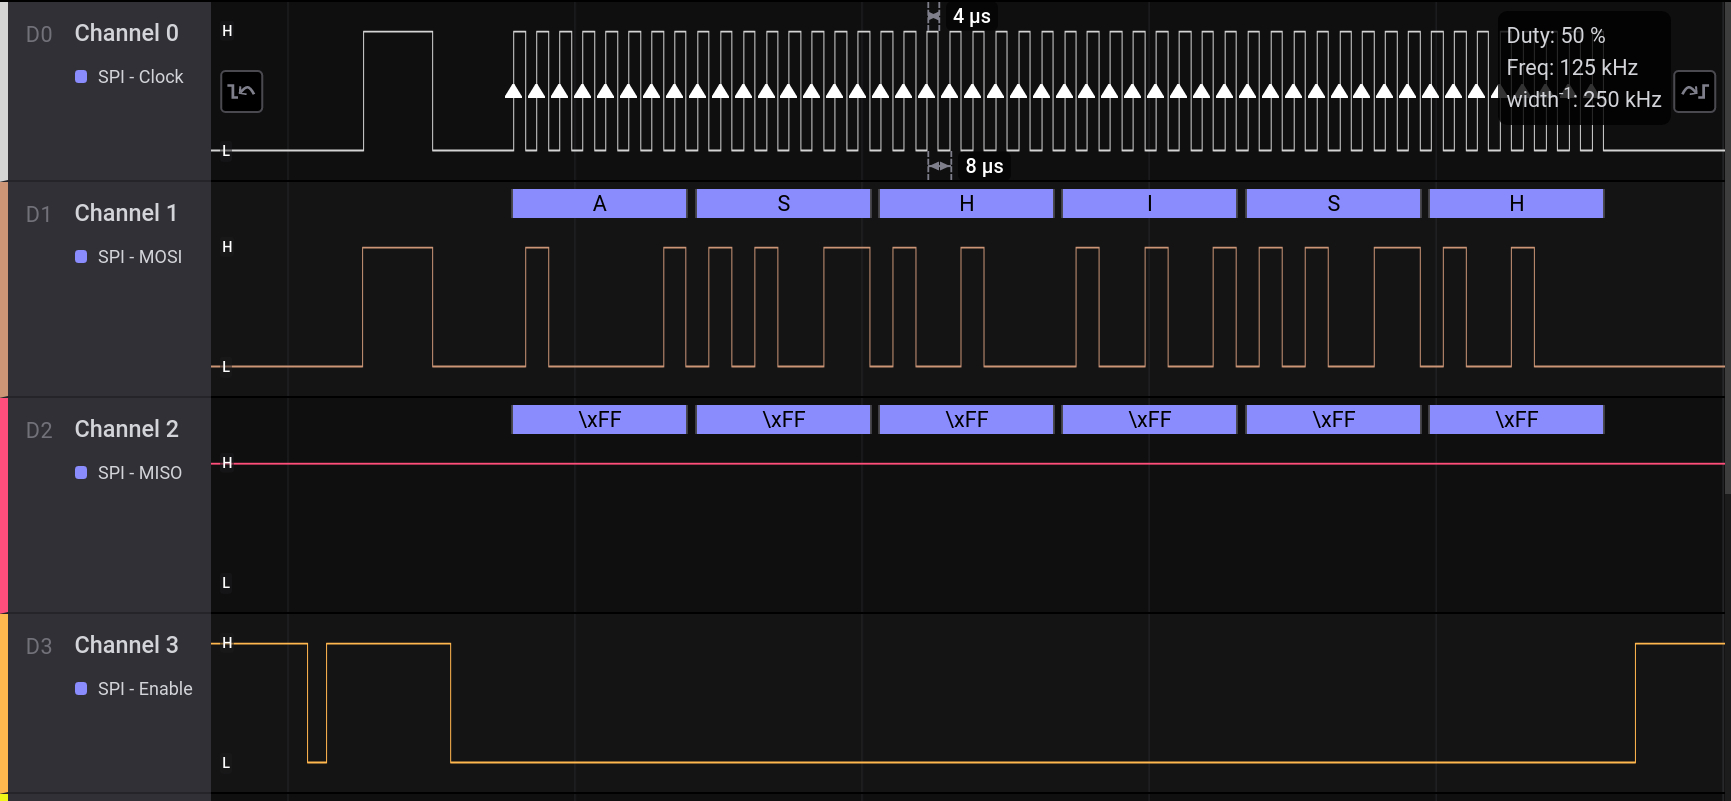 D0 Channel 0
SPI - Clock
H
L
4 µs
8 µs
Duty: 50 %
Freq: 125 kHz
width⁻¹: 250 kHz
D1 Channel 1
SPI - MOSI
A S H I S H
H
L
D2 Channel 2
SPI - MISO
\xFF \xFF \xFF \xFF \xFF \xFF
H
L
D3 Channel 3
SPI - Enable
H
L